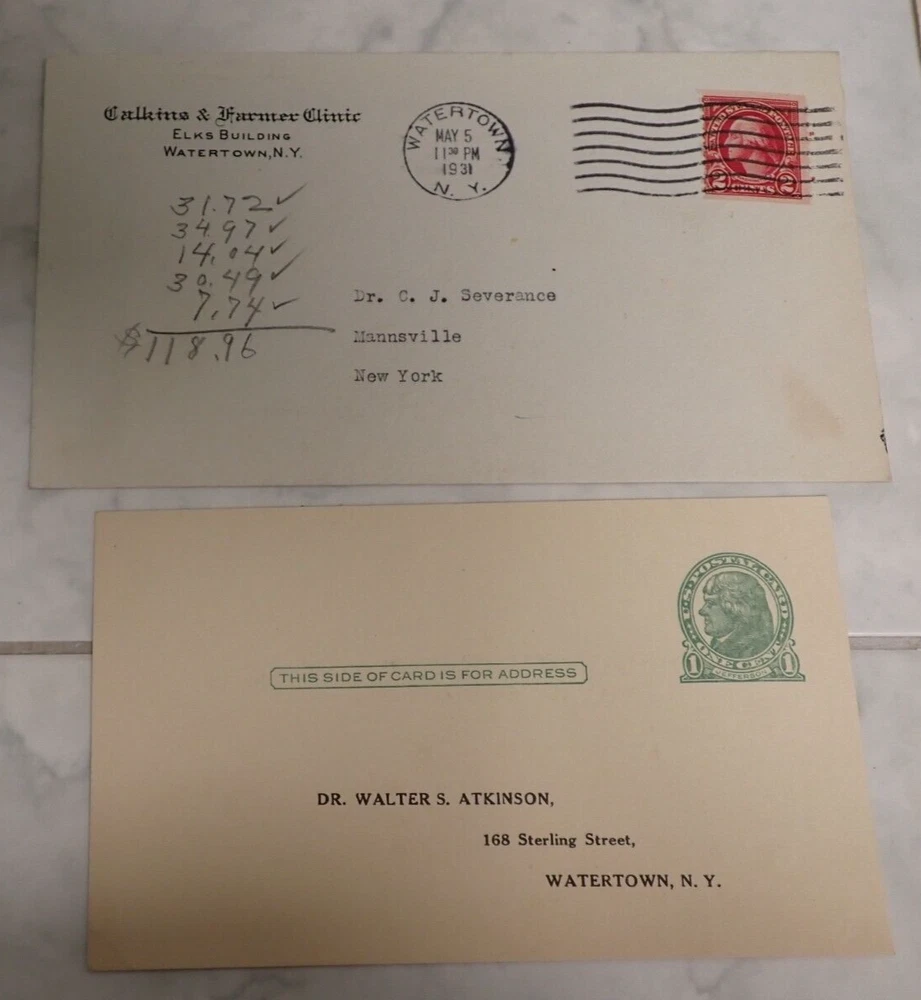 Calkins & Farmer Clinic
ELKS BUILDING
WATERTOWN, N.Y.
WATERTOWN
MAY 5
11 30 PM
1931
N. Y.
2 CENTS 2
31.72 ✓
34.97 ✓
14.04 ✓
30.49 ✓
7.74 ✓
$118.96
Dr. C. J. Severance
Mannsville
New York
U.S. POSTAL CARD
ONE CENT
1 JEFFERSON 1
THIS SIDE OF CARD IS FOR ADDRESS
DR. WALTER S. ATKINSON,
168 Sterling Street,
WATERTOWN, N. Y.